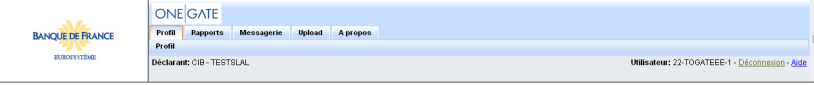 ONE GATE
BANQUE DE FRANCE
EUROSYSTÈME
Profil Rapports Messagerie Upload A propos
Profil
Déclarant: CIB - TESTSLAL Utilisateur: 22-TOGATEEE-1 - Déconnexion - Aide